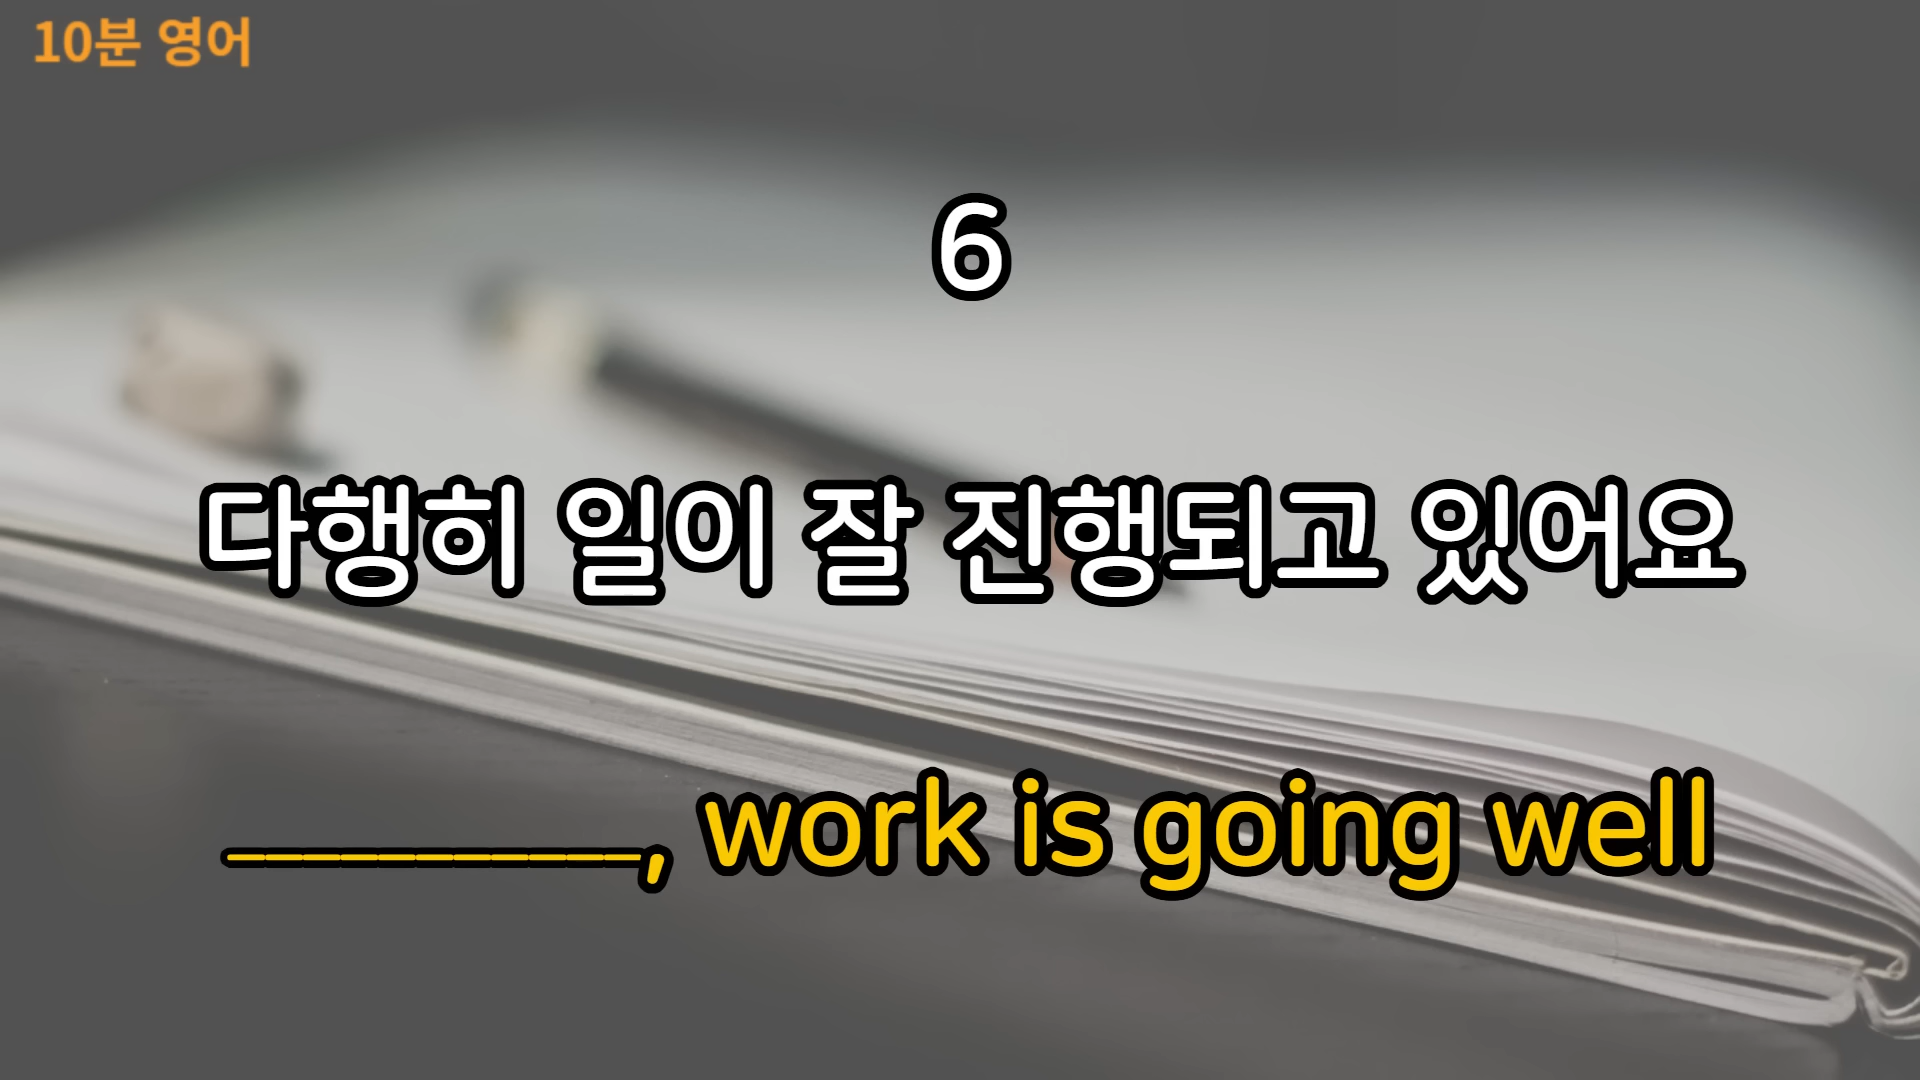 10분 영어
6
다행히 일이 잘 진행되고 있어요
___________, work is going well